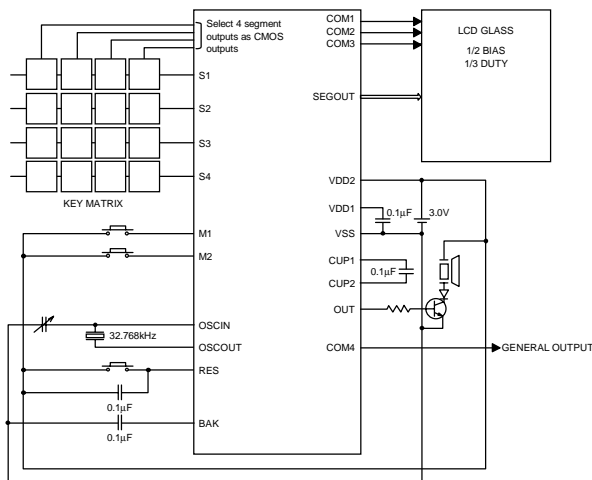 Select 4 segment
outputs as CMOS
outputs
COM1
COM2
COM3
LCD GLASS
1/2 BIAS
1/3 DUTY
S1
SEGOUT
S2
S3
S4
KEY MATRIX
VDD2
VDD1
0.1µF
3.0V
M1
VSS
M2
CUP1
0.1µF
CUP2
OUT
OSCIN
32.768kHz
OSCOUT
COM4
GENERAL OUTPUT
RES
0.1µF
BAK
0.1µF